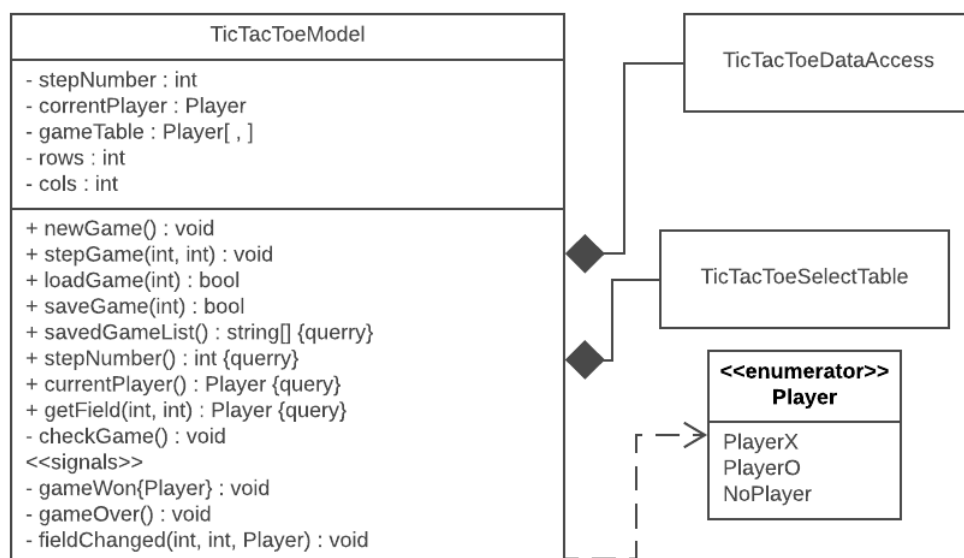 TicTacToeModel
- stepNumber : int
- correntPlayer : Player
- gameTable : Player[ , ]
- rows : int
- cols : int
+ newGame() : void
+ stepGame(int, int) : void
+ loadGame(int) : bool
+ saveGame(int) : bool
+ savedGameList() : string[] {querry}
+ stepNumber() : int {querry}
+ currentPlayer() : Player {query}
+ getField(int, int) : Player {query}
- checkGame() : void
<<signals>>
- gameWon{Player} : void
- gameOver() : void
- fieldChanged(int, int, Player) : void
TicTacToeDataAccess
TicTacToeSelectTable
<<enumerator>>
Player
PlayerX
PlayerO
NoPlayer